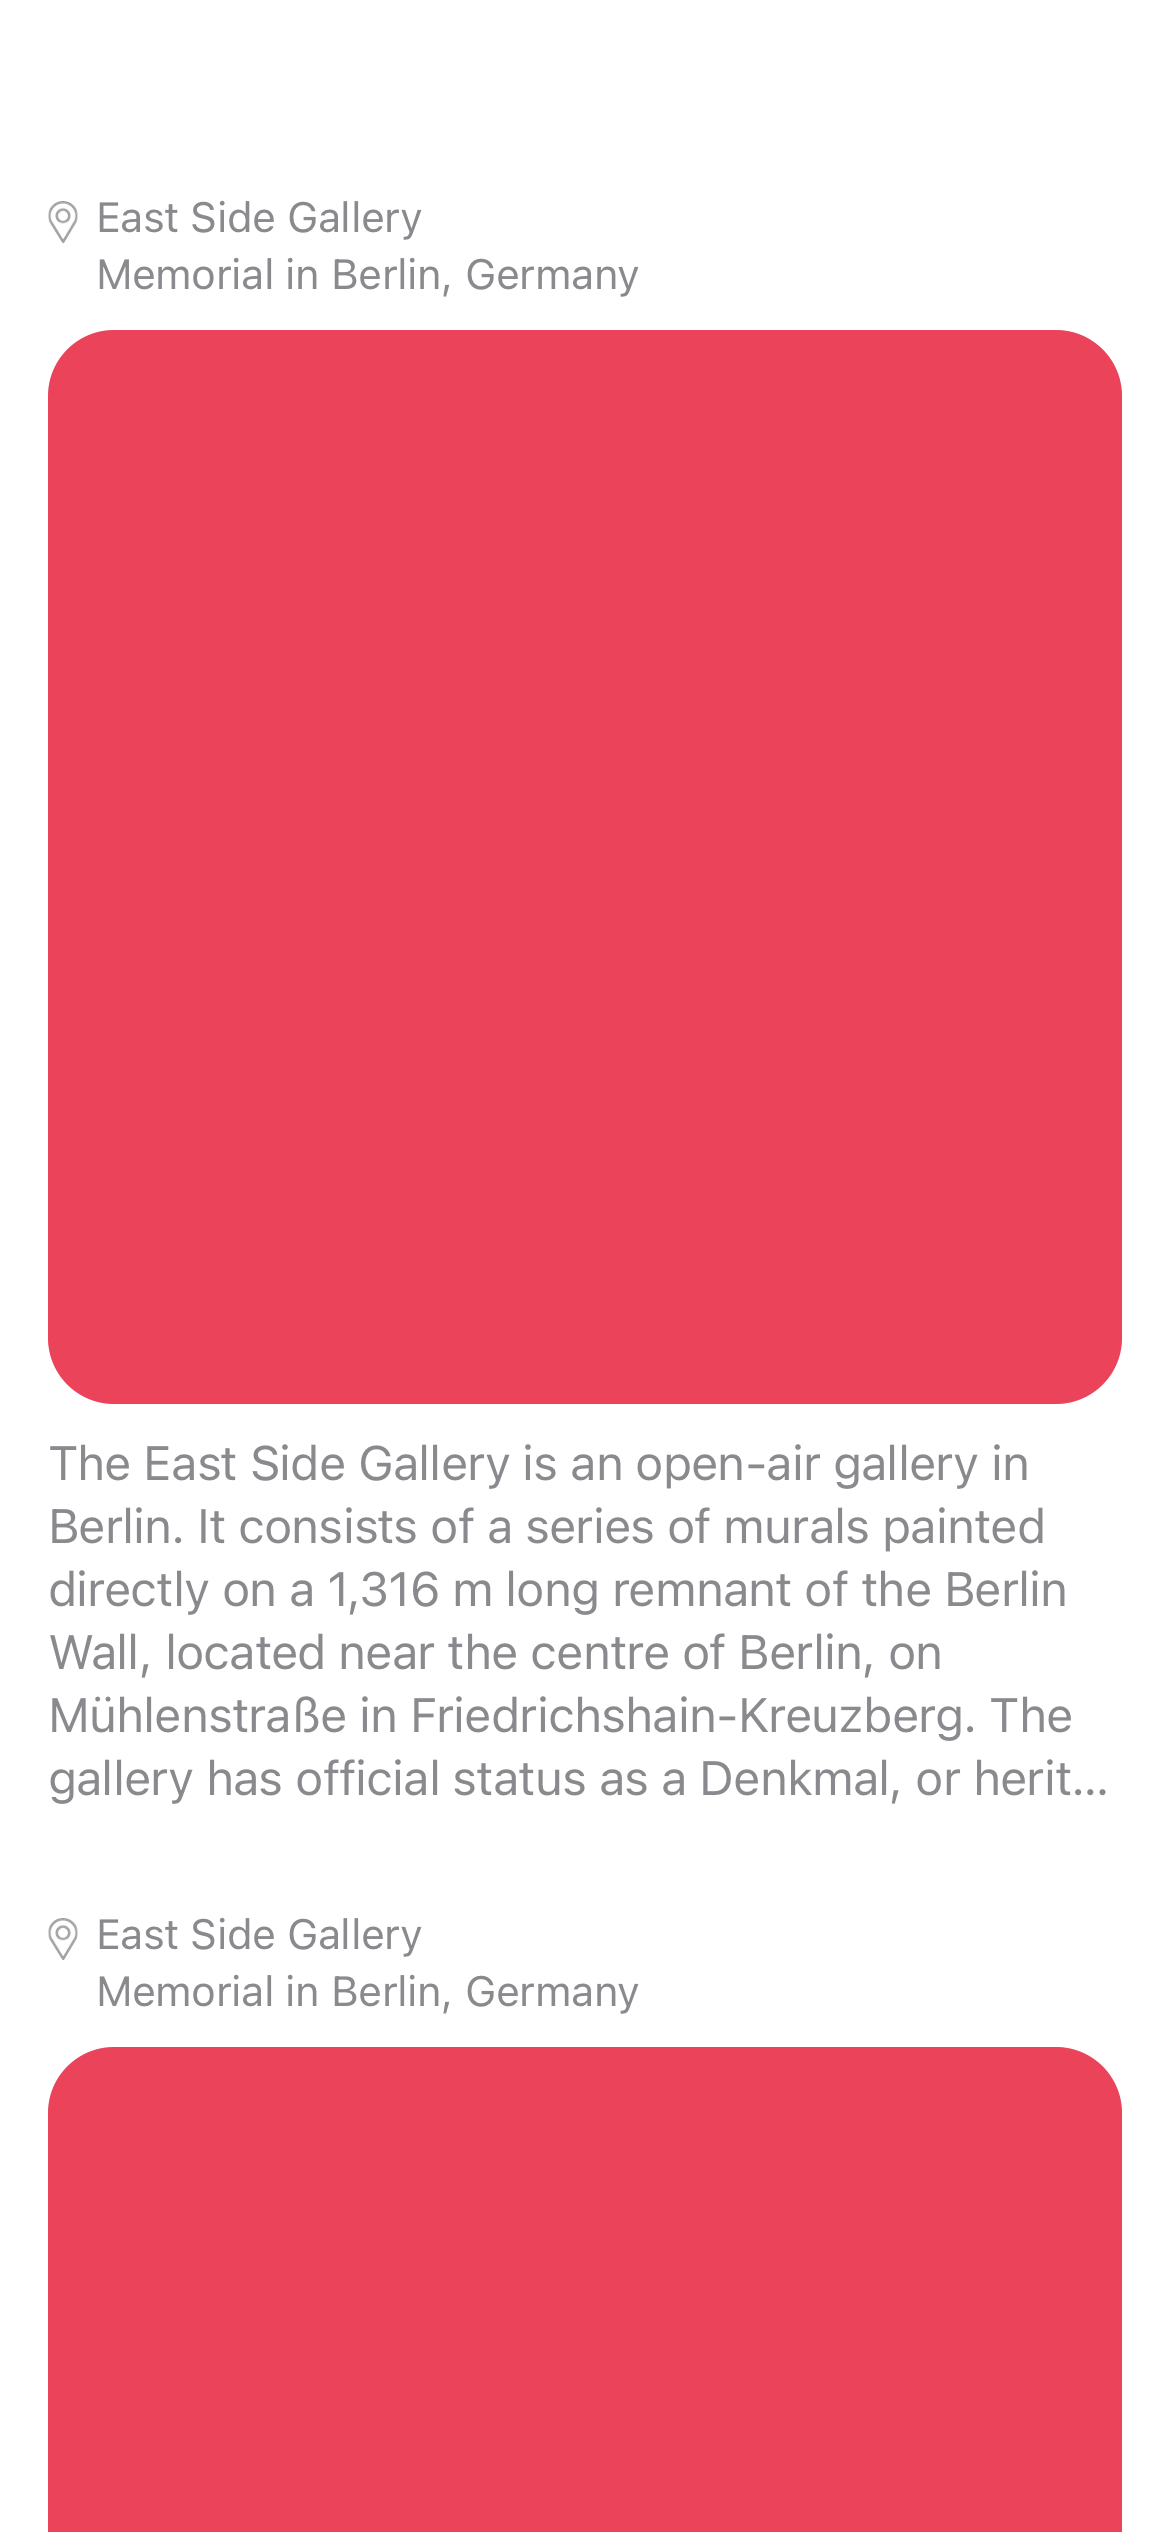 East Side Gallery
Memorial in Berlin, Germany
The East Side Gallery is an open-air gallery in
Berlin. It consists of a series of murals painted
directly on a 1,316 m long remnant of the Berlin
Wall, located near the centre of Berlin, on
Mühlenstraße in Friedrichshain-Kreuzberg. The
gallery has official status as a Denkmal, or herit...
East Side Gallery
Memorial in Berlin, Germany